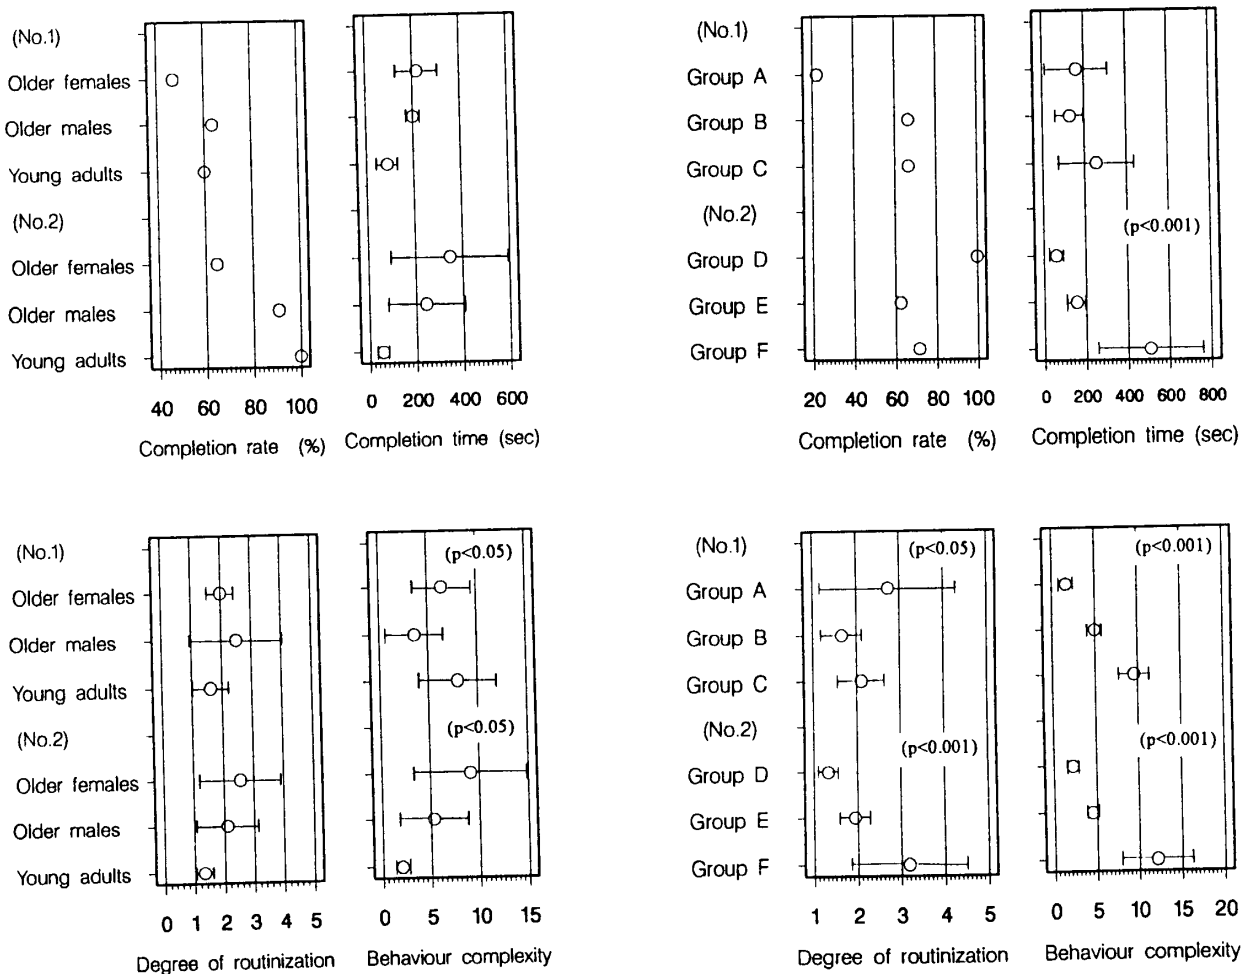 (No.1)
Older females
Older males
Young adults
(No.2)
Older females
Older males
Young adults
40 60 80 100
Completion rate (%)
0 200 400 600
Completion time (sec)
(No.1)
Group A
Group B
Group C
(No.2)
Group D
Group E
Group F
20 40 60 80 100
Completion rate (%)
(p<0.001)
0 200 400 600 800
Completion time (sec)
(No.1)
Older females
Older males
Young adults
(No.2)
Older females
Older males
Young adults
0 1 2 3 4 5
Degree of routinization
(p<0.05)
(p<0.05)
0 5 10 15
Behaviour complexity
(No.1)
Group A
Group B
Group C
(No.2)
Group D
Group E
Group F
(p<0.05)
(p<0.001)
1 2 3 4 5
Degree of routinization
(p<0.001)
(p<0.001)
0 5 10 15 20
Behaviour complexity